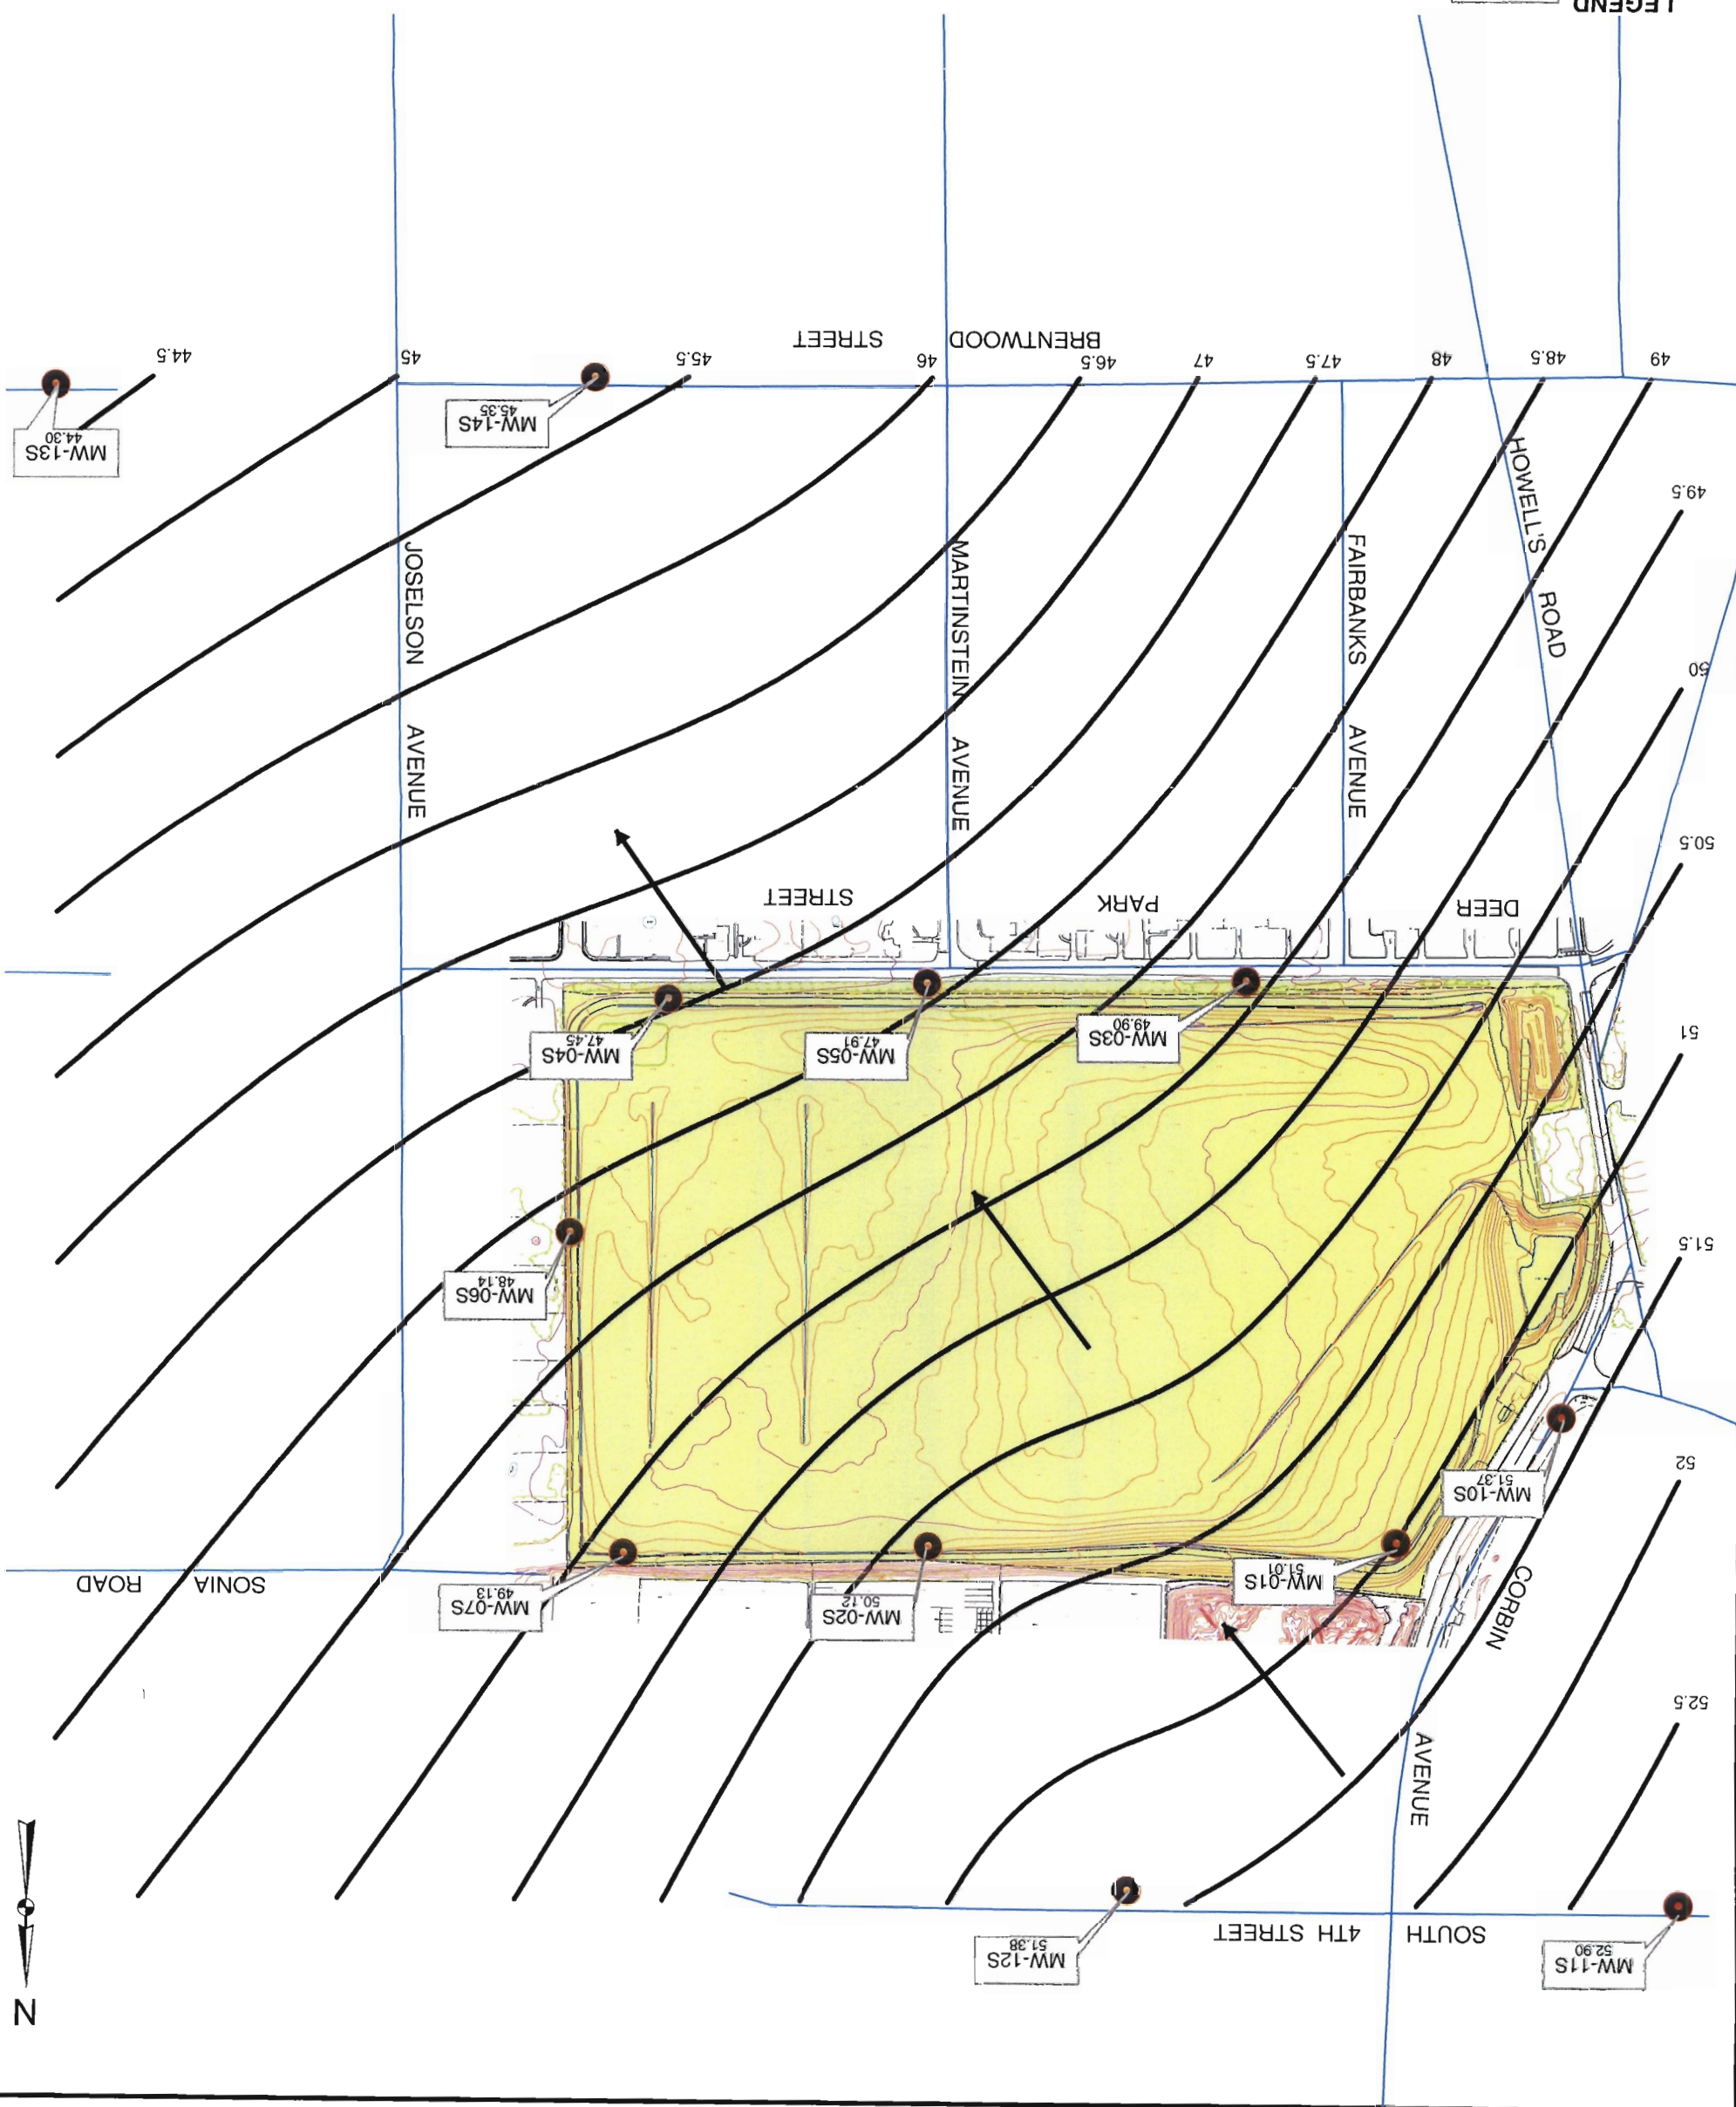 N
MW-11S
52.90
MW-12S
51.38
SOUTH 4TH STREET
52.5
CORBIN AVENUE
MW-01S
51.01
MW-02S
50.12
MW-07S
49.13
SONIA ROAD
MW-10S
51.37
52
MW-06S
48.14
51.5
51
MW-03S
49.90
MW-05S
47.91
MW-04S
47.45
DEER PARK STREET
50.5
50
49.5
HOWELL'S ROAD
FAIRBANKS AVENUE
MARTINSTEIN AVENUE
JOSELSON AVENUE
MW-14S
45.35
MW-13S
44.30
49
48.5
48
47.5
47
46.5
46
45.5
45
44.5
BRENTWOOD STREET
LEGEND